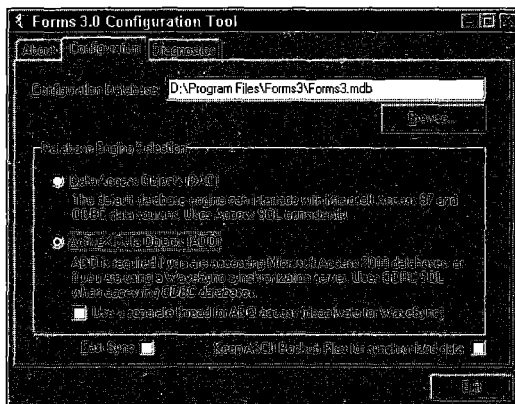 Forms 3.0 Configuration Tool
About Configuration Diagnostics
Configuration Database: D:\Program Files\Forms3\Forms3.mdb
Browse...
Database Engine Selection
Data Access Objects (DAO)
The default database engine can interface with Microsoft Access 97 and
ODBC data sources. Uses Access SQL
ActiveX Data Objects (ADO)
ADO is required if you are accessing Microsoft Access 2000 databases or
if you are using a WaveSync synchronization server. Uses ODBC SQL
when accessing ODBC databases.
Use a separate thread for ADO access (deactivate for WaveSync)
Fast Sync Keep ASCII Backup Files for synchronized data
Exit